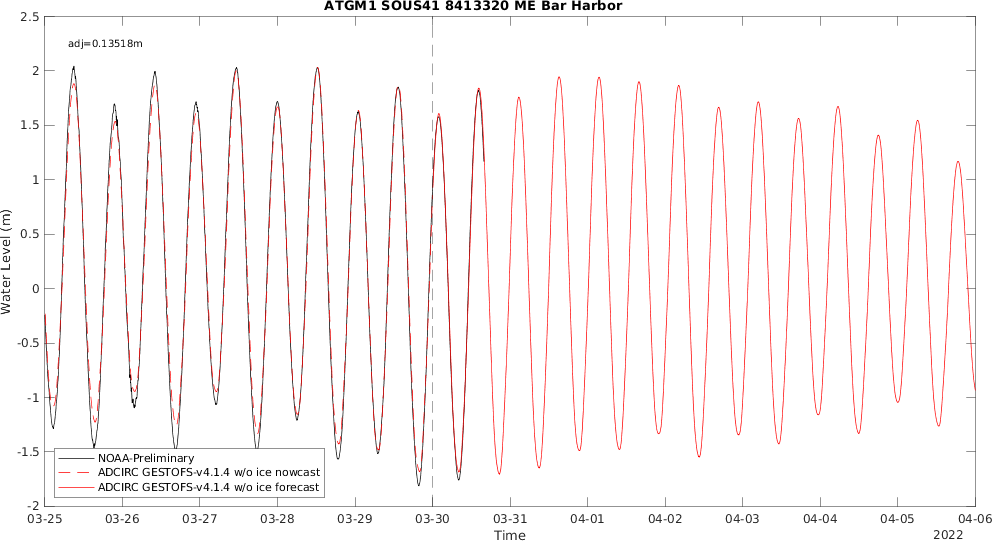 ATGM1 SOUS41 8413320 ME Bar Harbor
adj=0.13518m
2.5
2
1.5
1
0.5
0
-0.5
-1
-1.5
-2
Water Level (m)
NOAA-Preliminary
ADCIRC GESTOFS-v4.1.4 w/o ice nowcast
ADCIRC GESTOFS-v4.1.4 w/o ice forecast
03-25 03-26 03-27 03-28 03-29 03-30 03-31 04-01 04-02 04-03 04-04 04-05 04-06
Time
2022